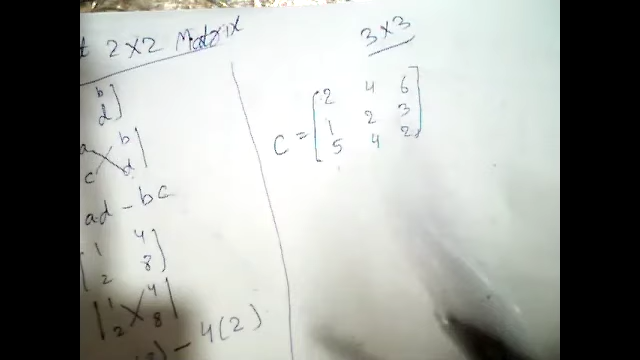 2x2 Matrix
b
d
a b
c d
ad - bc
1 4
2 8
1 4
2 8
- 4(2)
3x3
2 4 6
C = 1 2 3
5 4 2